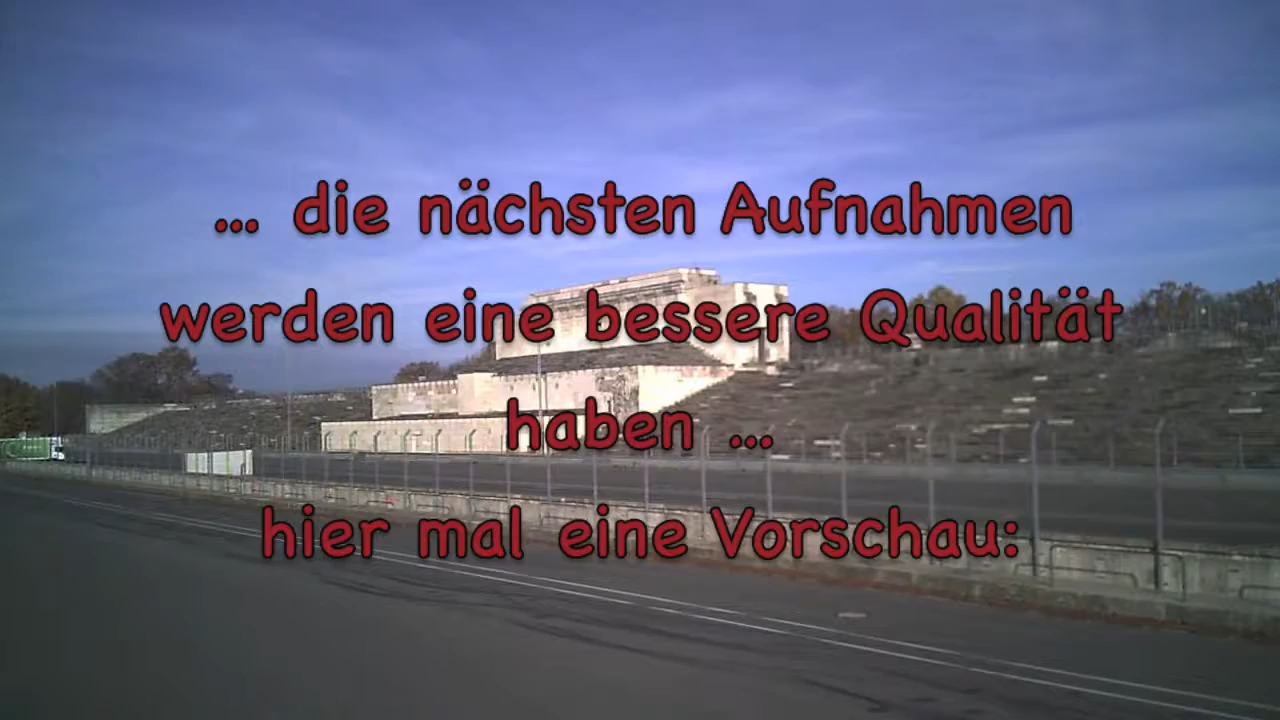 ... die nächsten Aufnahmen
werden eine bessere Qualität
haben ...
hier mal eine Vorschau: